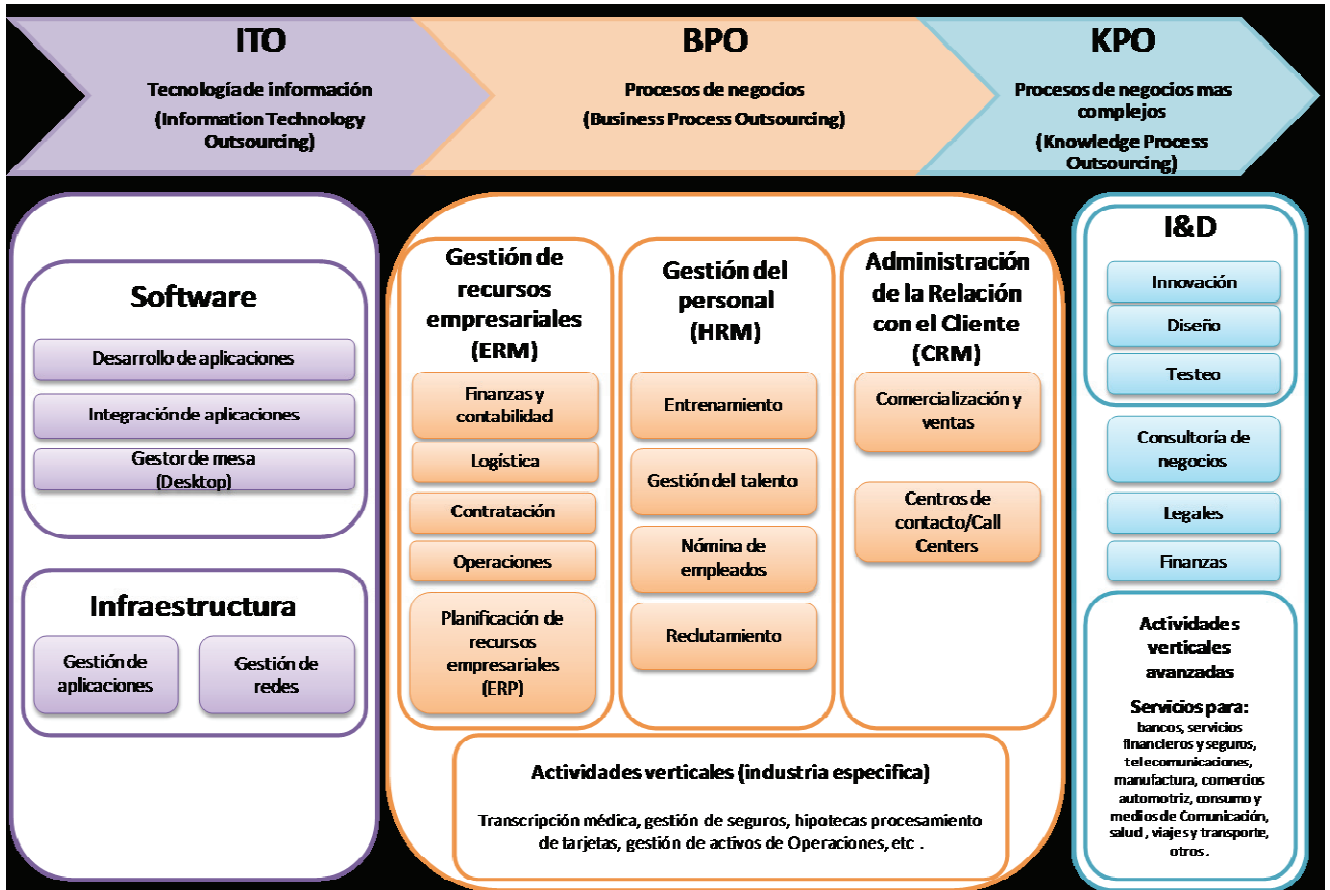 ITO
Tecnología de información
(Information Technology
Outsourcing)
BPO
Procesos de negocios
(Business Process Outsourcing)
KPO
Procesos de negocios mas
complejos
(Knowledge Process
Outsourcing)
Software
Desarrollo de aplicaciones
Integración de aplicaciones
Gestor de mesa
(Desktop)
Infraestructura
Gestión de
aplicaciones
Gestión de
redes
Gestión de
recursos
empresariales
(ERM)
Finanzas y
contabilidad
Logística
Contratación
Operaciones
Planificación de
recursos
empresariales
(ERP)
Gestión del
personal
(HRM)
Entrenamiento
Gestión del talento
Nómina de
empleados
Reclutamiento
Administración
de la Relación
con el Cliente
(CRM)
Comercialización y
ventas
Centros de
contacto/Call
Centers
Actividades verticales (industria especifica)
Transcripción médica, gestión de seguros, hipotecas procesamiento
de tarjetas, gestión de activos de Operaciones, etc .
I&D
Innovación
Diseño
Testeo
Consultoría de
negocios
Legales
Finanzas
Actividades
verticales
avanzadas
Servicios para:
bancos, servicios
financieros y seguros,
telecomunicaciones,
manufactura, comercios
automotriz, consumo y
medios de Comunicación,
salud , viajes y transporte,
otros .